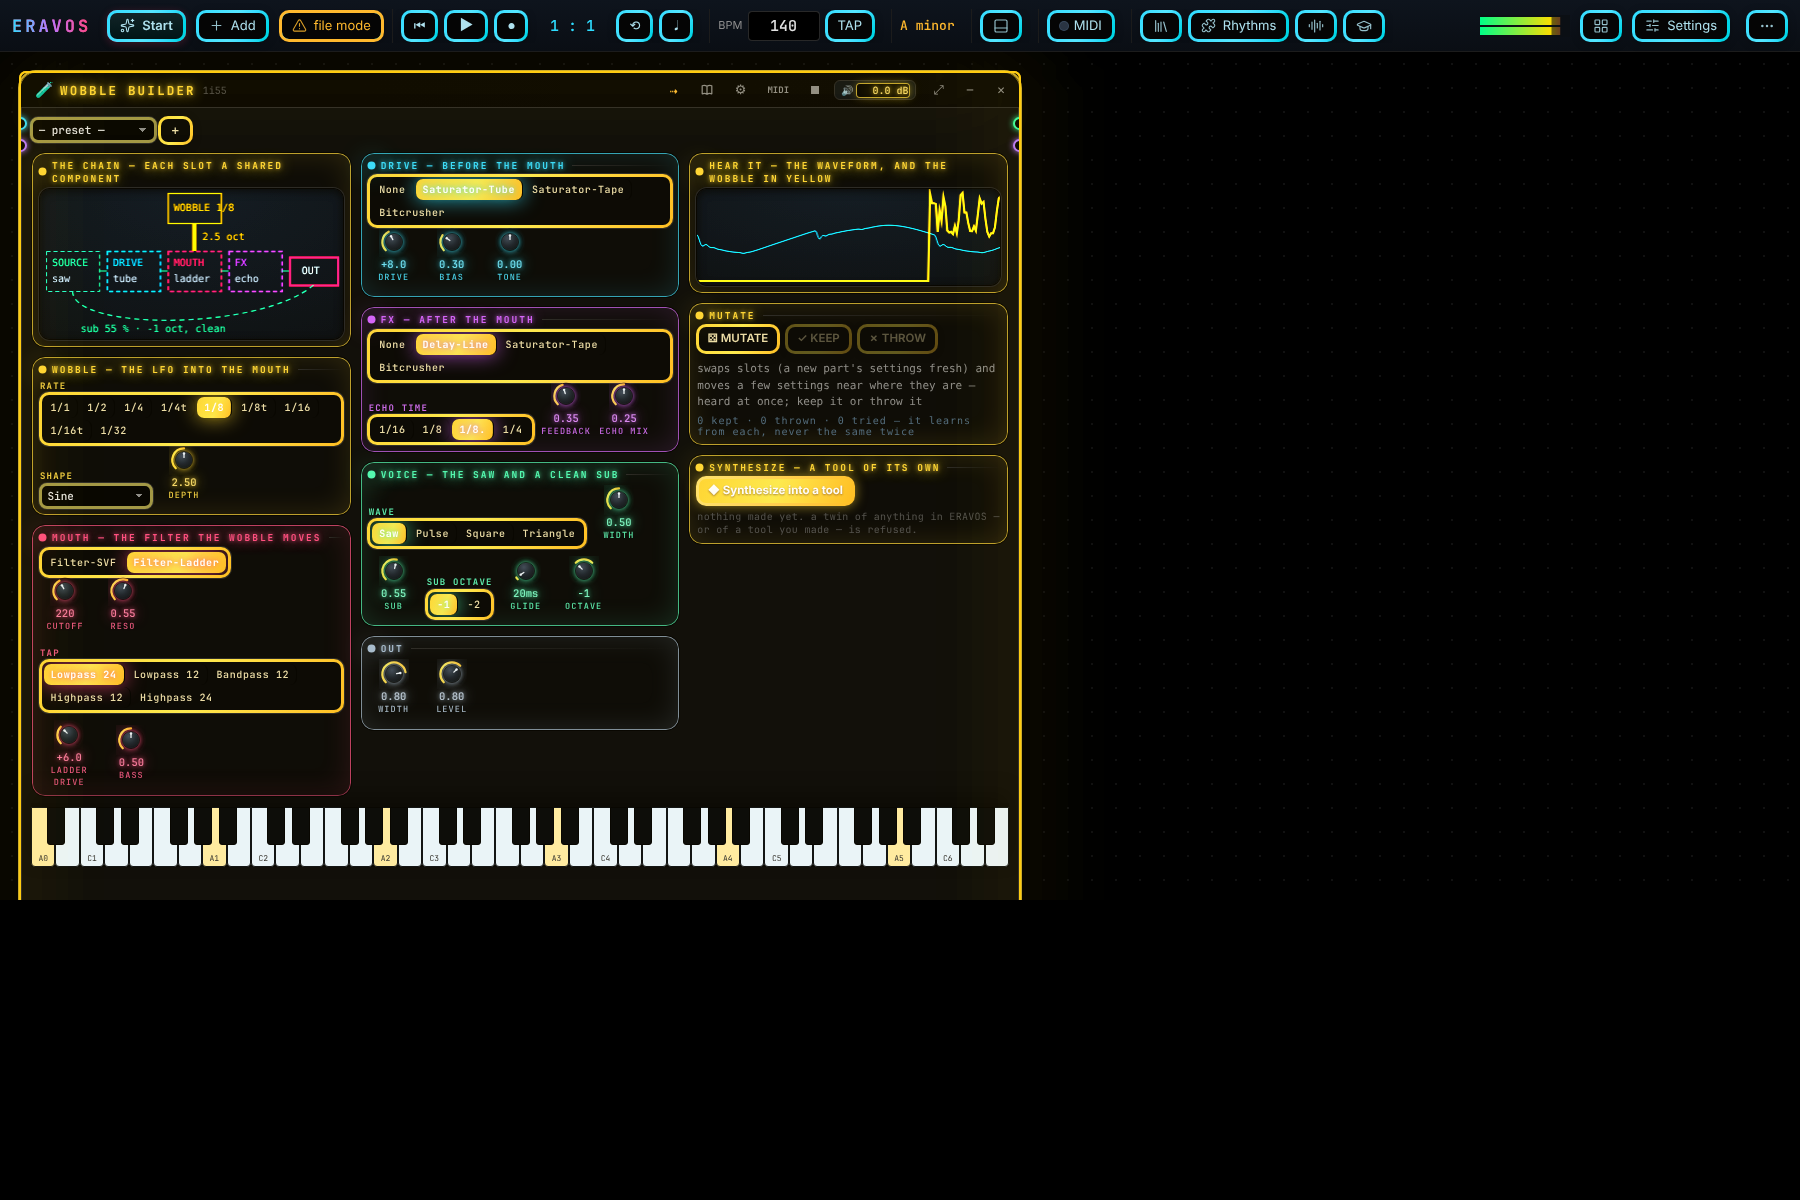 ERAVOS Start Add file mode 1 : 1 BPM 140 TAP A minor MIDI Rhythms Settings
WOBBLE BUILDER 1i55 MIDI 0.0 dB
— preset — +
THE CHAIN — EACH SLOT A SHARED
COMPONENT
WOBBLE 1/8
2.5 oct
SOURCE DRIVE MOUTH FX OUT
saw tube ladder echo
sub 55 % · -1 oct, clean
WOBBLE — THE LFO INTO THE MOUTH
RATE
1/1 1/2 1/4 1/4t 1/8 1/8t 1/16
1/16t 1/32
SHAPE
Sine
2.50
DEPTH
MOUTH — THE FILTER THE WOBBLE MOVES
Filter-SVF Filter-Ladder
220 0.55
CUTOFF RESO
TAP
Lowpass 24 Lowpass 12 Bandpass 12
Highpass 12 Highpass 24
+6.0 0.50
LADDER DRIVE BASS
DRIVE — BEFORE THE MOUTH
None Saturator-Tube Saturator-Tape
Bitcrusher
+8.0 0.30 0.00
DRIVE BIAS TONE
FX — AFTER THE MOUTH
None Delay-Line Saturator-Tape
Bitcrusher
ECHO TIME
1/16 1/8 1/8. 1/4
0.35 0.25
FEEDBACK ECHO MIX
VOICE — THE SAW AND A CLEAN SUB
WAVE
Saw Pulse Square Triangle
0.50
WIDTH
0.55
SUB
SUB OCTAVE
-1 -2
20ms -1
GLIDE OCTAVE
OUT
0.80 0.80
WIDTH LEVEL
HEAR IT — THE WAVEFORM, AND THE
WOBBLE IN YELLOW
MUTATE
MUTATE KEEP THROW
swaps slots (a new part's settings fresh) and
moves a few settings near where they are —
heard at once; keep it or throw it
0 kept · 0 thrown · 0 tried — it learns
from each, never the same twice
SYNTHESIZE — A TOOL OF ITS OWN
Synthesize into a tool
nothing made yet. a twin of anything in ERAVOS —
or of a tool you made — is refused.
A0 C1 A1 C2 A2 C3 A3 C4 A4 C5 A5 C6